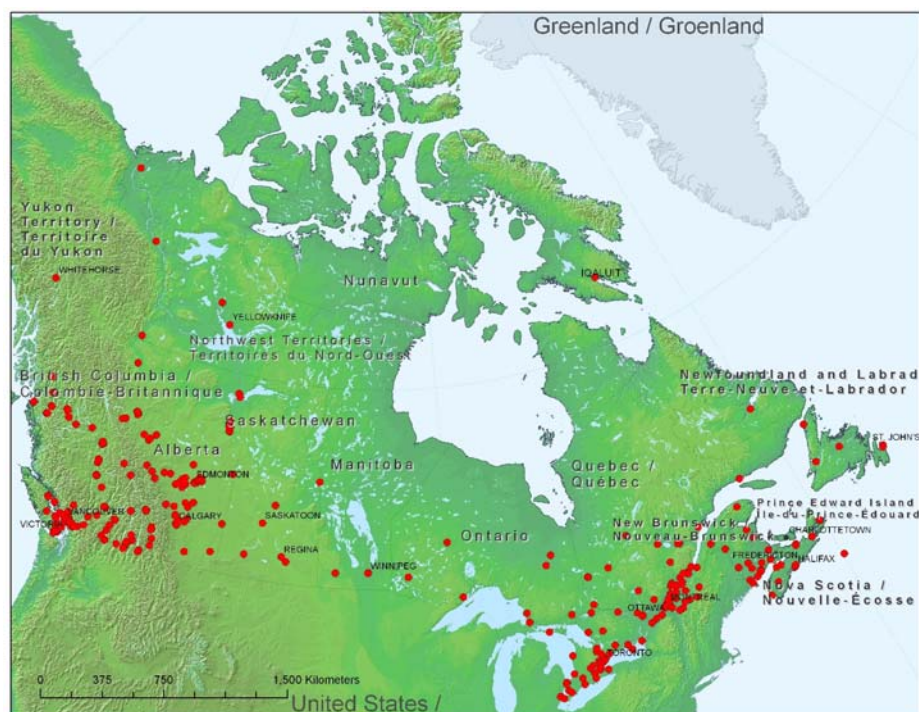 Greenland / Groenland
Yukon
Territory /
Territoire
du Yukon
WHITEHORSE
IQALUIT
Nunavut
YELLOWKNIFE
Northwest Territories /
Territoires du Nord-Ouest
British Columbia /
Colombie-Britannique
Newfoundland and Labrad
Terre-Neuve-et-Labrador
Saskatchewan
ST. JOHN'S
Alberta
Manitoba
EDMONTON
Quebec /
Québec
Prince Edward Island
Île-du-Prince-Édouard
VANCOUVER
VICTORIA
CALGARY
SASKATOON
Ontario
New Brunswick /
Nouveau-Brunswick
CHARLOTTETOWN
REGINA
FREDERICTON
HALIFAX
WINNIPEG
Nova Scotia /
Nouvelle-Écosse
OTTAWA
MONTREAL
TORONTO
0 375 750 1,500 Kilometers
United States /